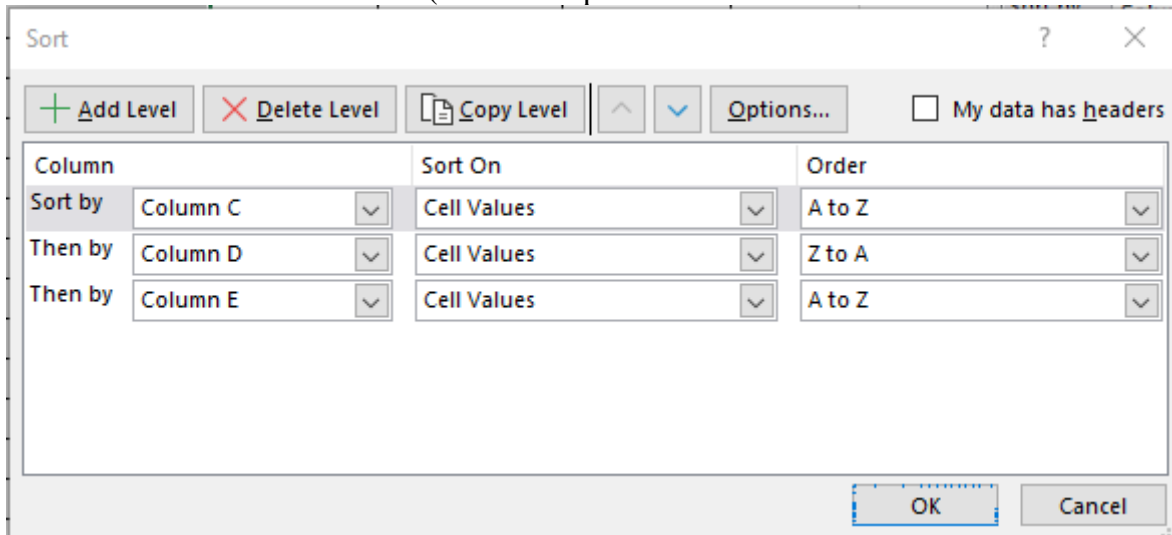 Sort ?
Add Level Delete Level Copy Level Options... My data has headers
Column Sort On Order
Sort by Column C Cell Values A to Z
Then by Column D Cell Values Z to A
Then by Column E Cell Values A to Z
OK Cancel